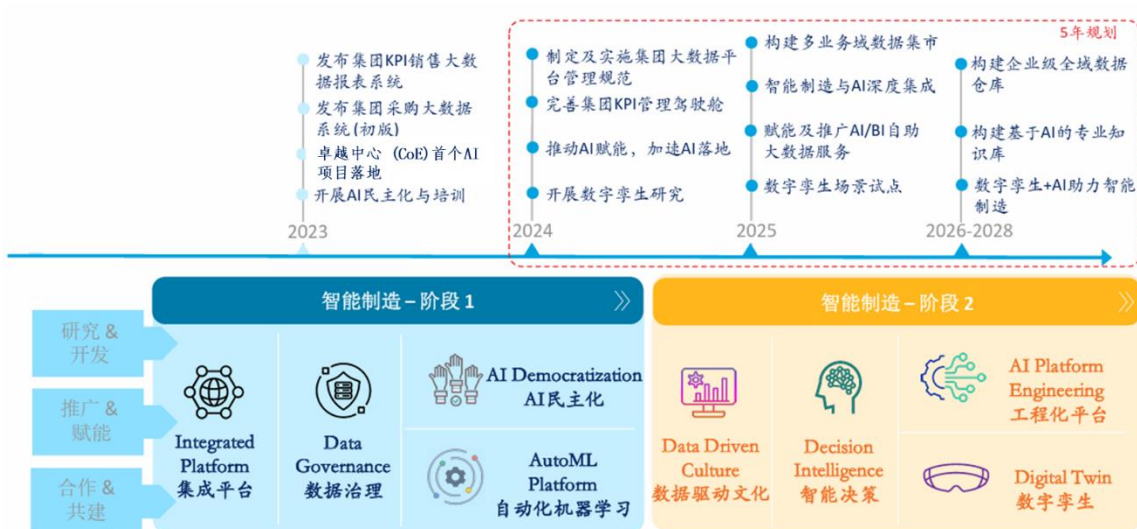 5年规划
发布集团KPI销售大数
据报表系统
发布集团采购大数据
系统(初版)
卓越中心 (CoE)首个AI
项目落地
开展AI民主化与培训
2023
制定及实施集团大数据平
台管理规范
完善集团KPI管理驾驶舱
推动AI赋能，加速AI落地
开展数字孪生研究
2024
构建多业务域数据集市
智能制造与AI深度集成
赋能及推广AI/BI自助
大数据服务
数字孪生场景试点
2025
构建企业级全域数据
仓库
构建基于AI的专业知
识库
数字孪生+AI助力智能
制造
2026-2028
研究 &
开发
推广 &
赋能
合作 &
共建
智能制造 – 阶段 1
Integrated
Platform
集成平台
Data
Governance
数据治理
AI Democratization
AI民主化
AutoML
Platform
自动化机器学习
智能制造 – 阶段 2
Data Driven
Culture
数据驱动文化
Decision
Intelligence
智能决策
AI Platform
Engineering
工程化平台
Digital Twin
数字孪生